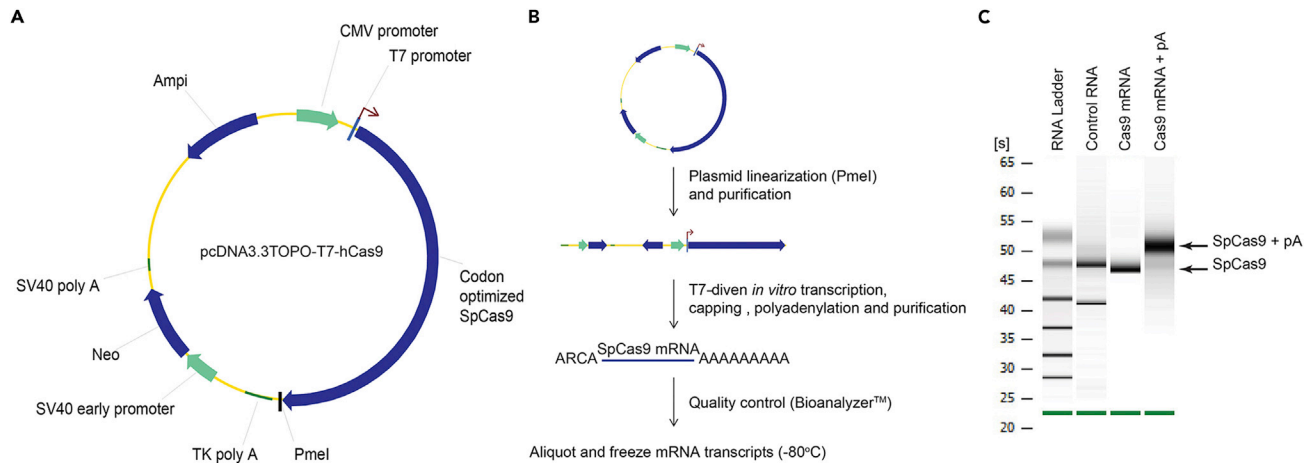 A
CMV promoter
T7 promoter
Ampi
pcDNA3.3TOPO-T7-hCas9
SV40 poly A
Codon
optimized
SpCas9
Neo
SV40 early promoter
TK poly A
PmeI
B
Plasmid linearization (PmeI)
and purification
T7-diven in vitro transcription,
capping , polyadenylation and purification
SpCas9 mRNA
ARCA AAAAAAAAA
Quality control (Bioanalyzer™)
Aliquot and freeze mRNA transcripts (-80ºC)
C
RNA Ladder
Control RNA
Cas9 mRNA
Cas9 mRNA + pA
[s]
65
60
55
50
45
40
35
30
25
20
SpCas9 + pA
SpCas9